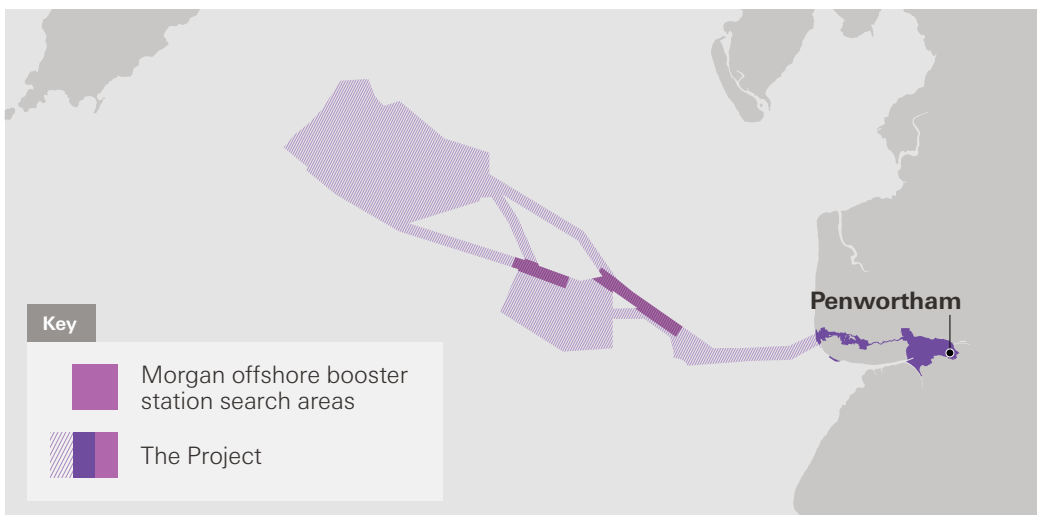 Penwortham
Key
Morgan offshore booster
station search areas
The Project